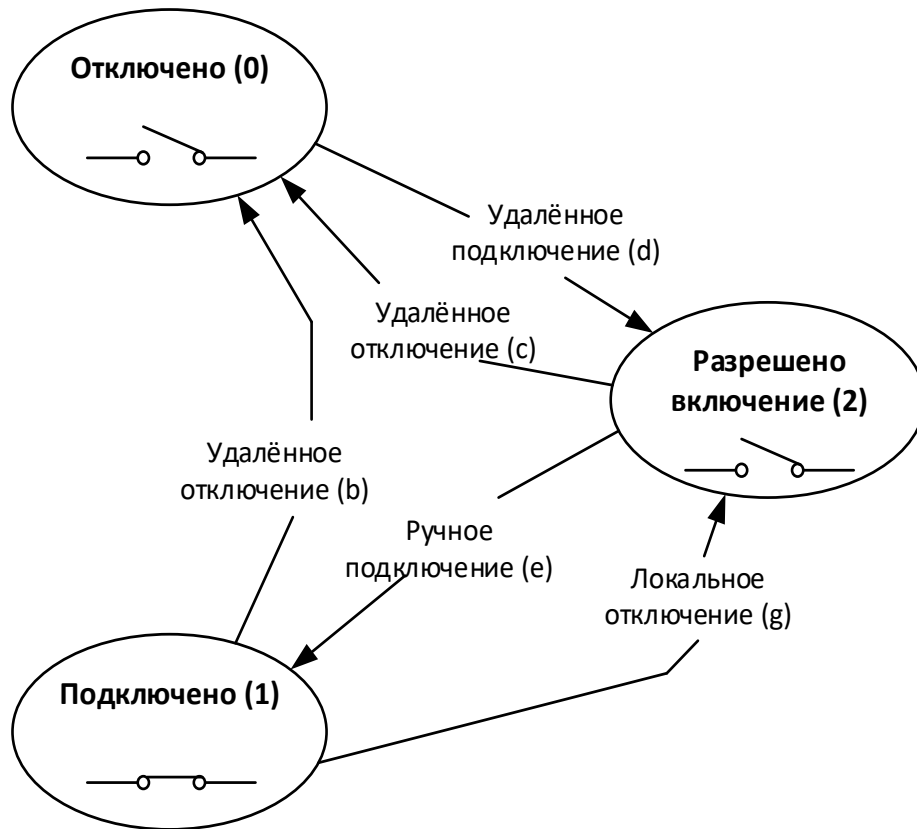 Отключено (0)
Удалённое
подключение (d)
Удалённое
отключение (c)
Разрешено
включение (2)
Удалённое
отключение (b)
Ручное
подключение (e)
Локальное
отключение (g)
Подключено (1)